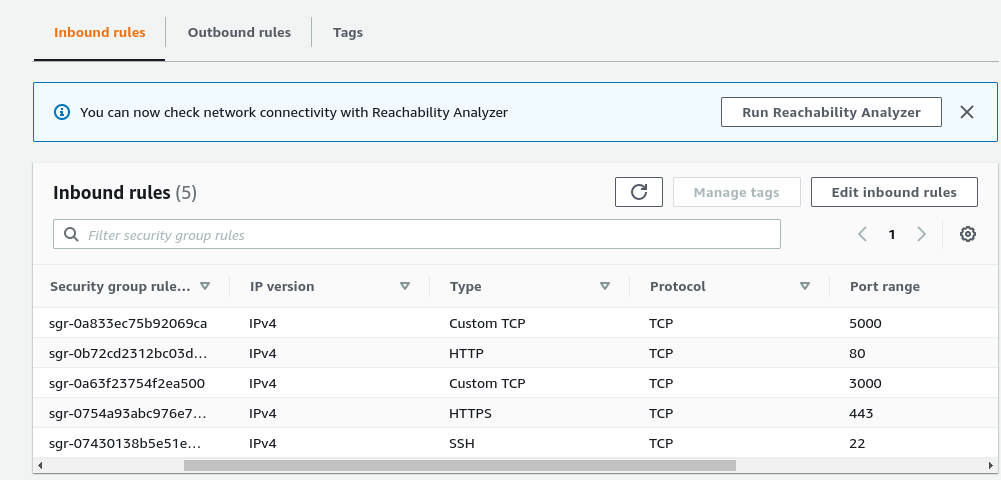 Inbound rules Outbound rules Tags
You can now check network connectivity with Reachability Analyzer Run Reachability Analyzer
Inbound rules (5) Manage tags Edit inbound rules
Filter security group rules 1
Security group rule... IP version Type Protocol Port range
sgr-0a833ec75b92069ca IPv4 Custom TCP TCP 5000
sgr-0b72cd2312bc03d... IPv4 HTTP TCP 80
sgr-0a63f23754f2ea500 IPv4 Custom TCP TCP 3000
sgr-0754a93abc976e7... IPv4 HTTPS TCP 443
sgr-07430138b5e51e... IPv4 SSH TCP 22